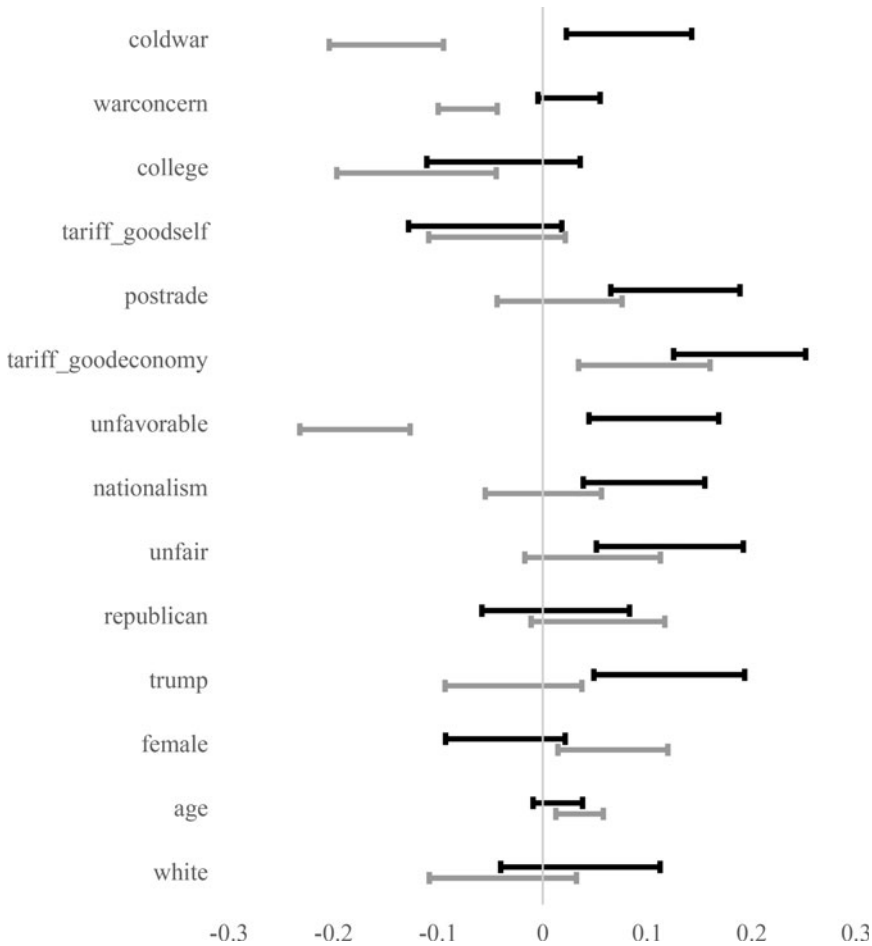 coldwar
warconcern
college
tariff_goodself
postrade
tariff_goodeconomy
unfavorable
nationalism
unfair
republican
trump
female
age
white
-0.3 -0.2 -0.1 0 0.1 0.2 0.3